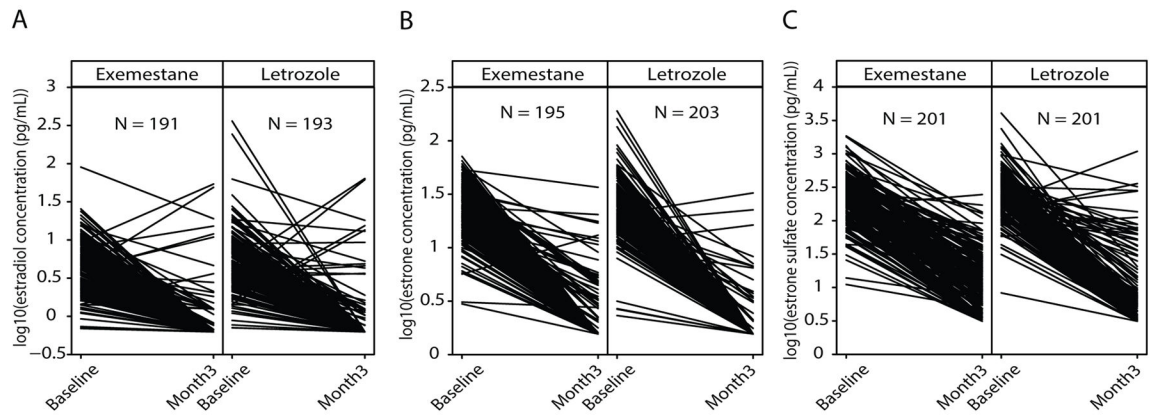 A
log10(estradiol concentration (pg/mL))
Exemestane
Letrozole
N = 191
N = 193
3
2.5
2
1.5
1
0.5
0
−0.5
Baseline
Month3
Baseline
Month3
B
log10(estrone concentration (pg/mL))
Exemestane
Letrozole
N = 195
N = 203
2.5
2
1.5
1
0.5
0
Baseline
Month3
Baseline
Month3
C
log10(estrone sulfate concentration (pg/mL))
Exemestane
Letrozole
N = 201
N = 201
4
3.5
3
2.5
2
1.5
1
0.5
0
Baseline
Month3
Baseline
Month3